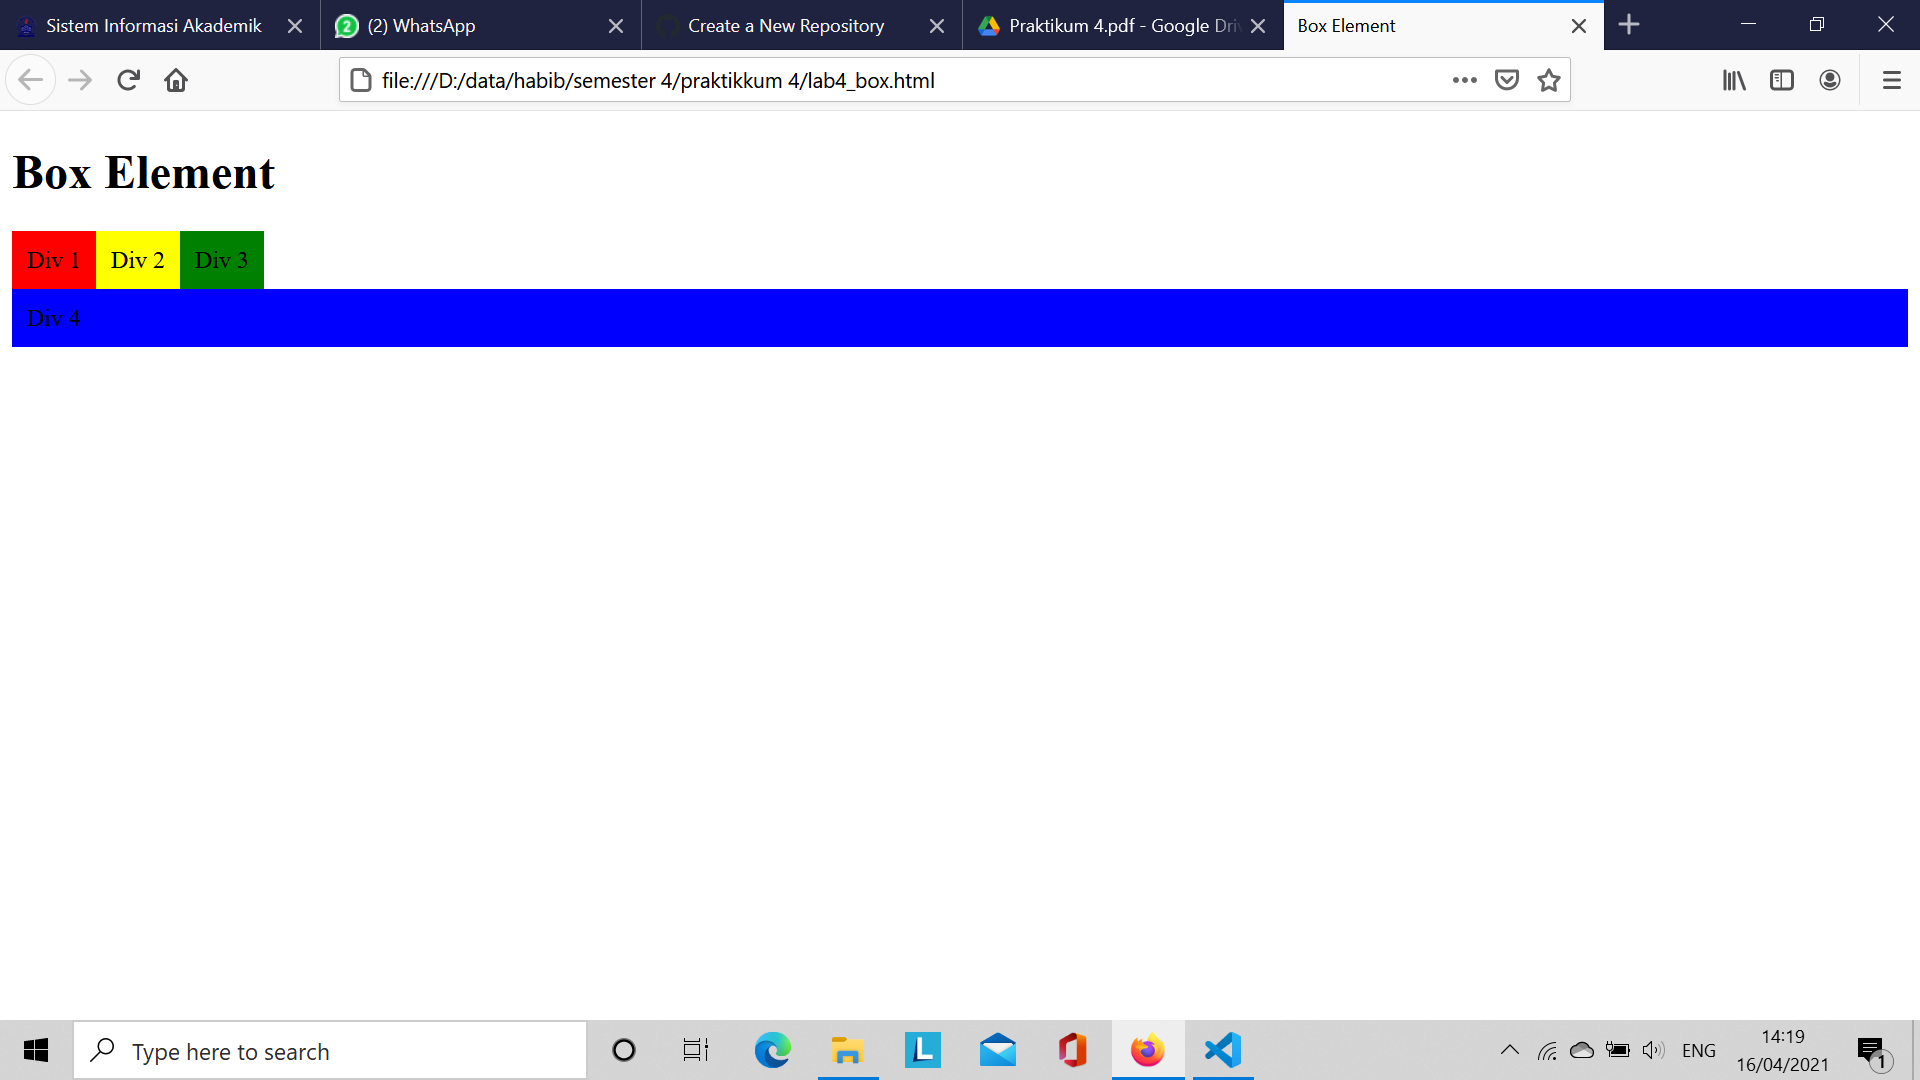 Sistem Informasi Akademik
2 (2) WhatsApp
Create a New Repository
Praktikum 4.pdf - Google Dri
Box Element
file:///D:/data/habib/semester 4/praktikkum 4/lab4_box.html
Box Element
Div 1 Div 2 Div 3
Div 4
Type here to search
L
ENG
14:19
16/04/2021
1